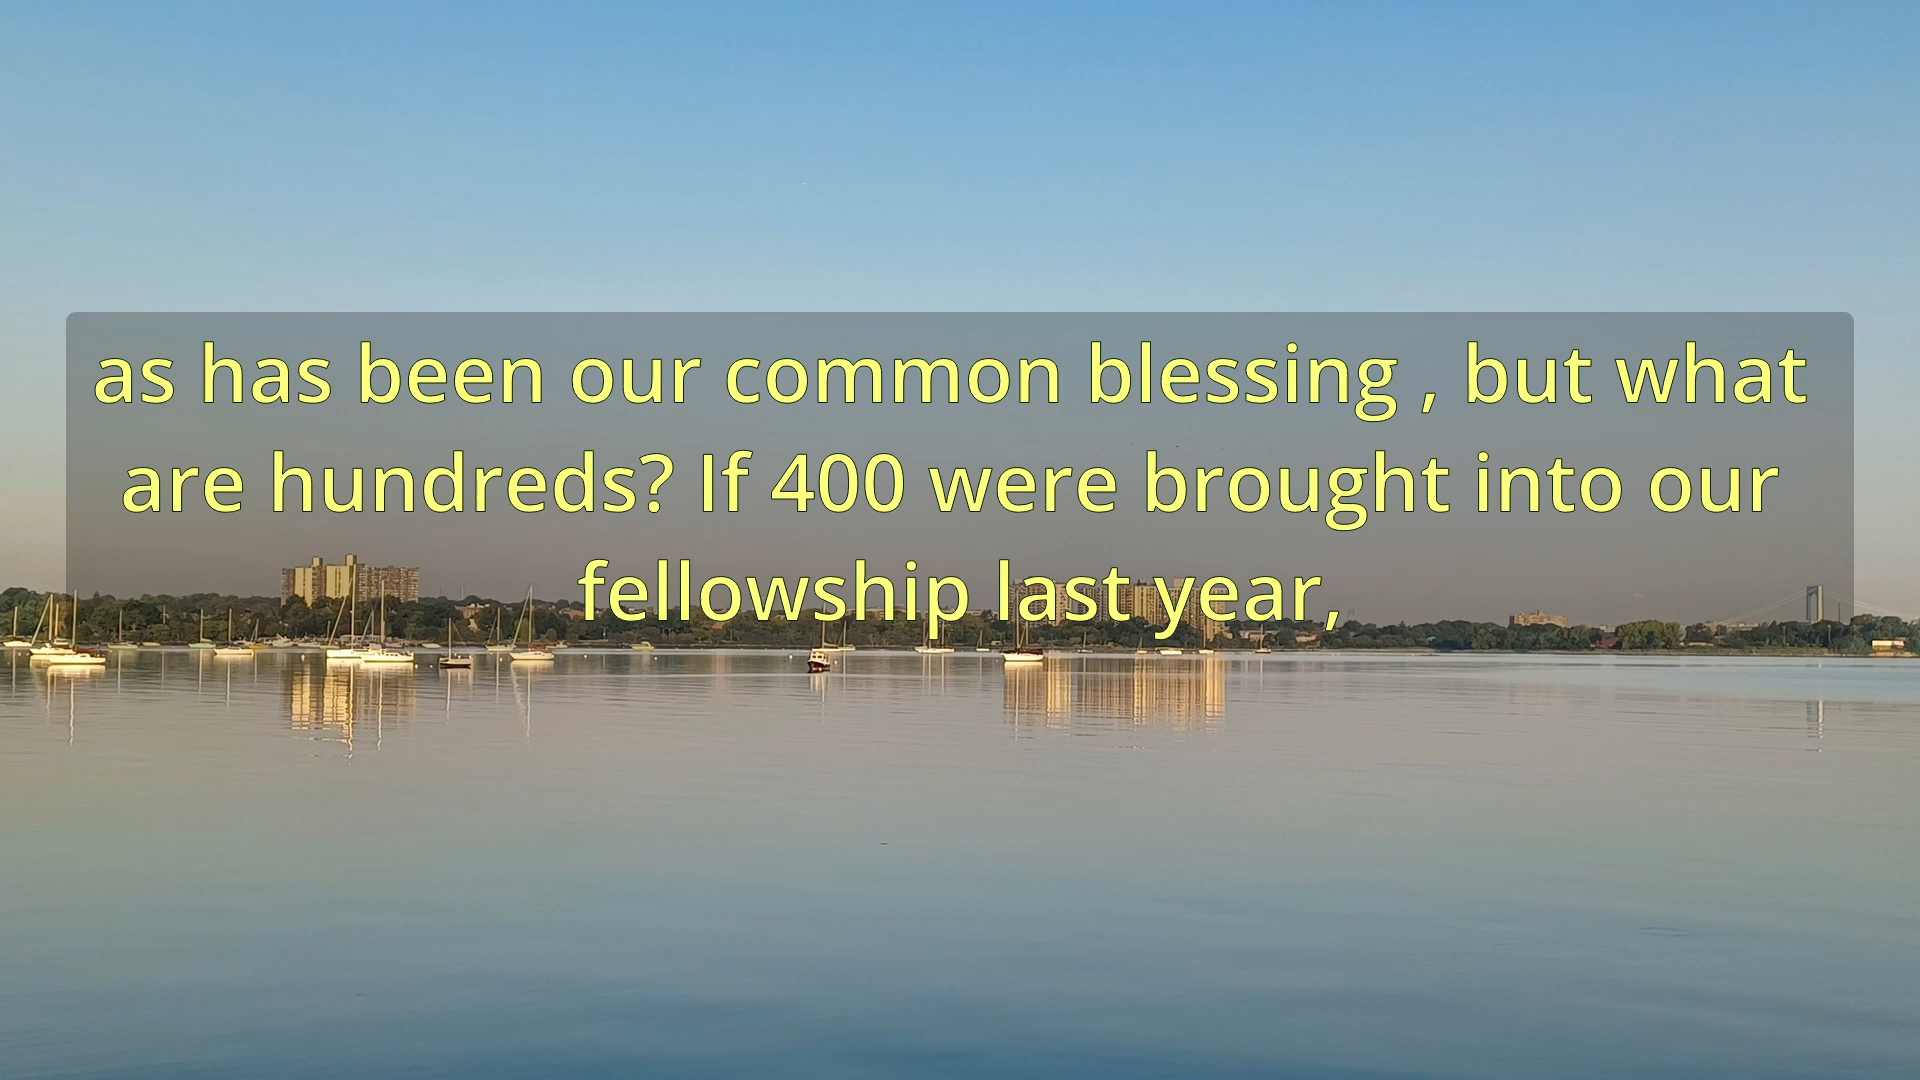 as has been our common blessing , but what
are hundreds? If 400 were brought into our
fellowship last year,